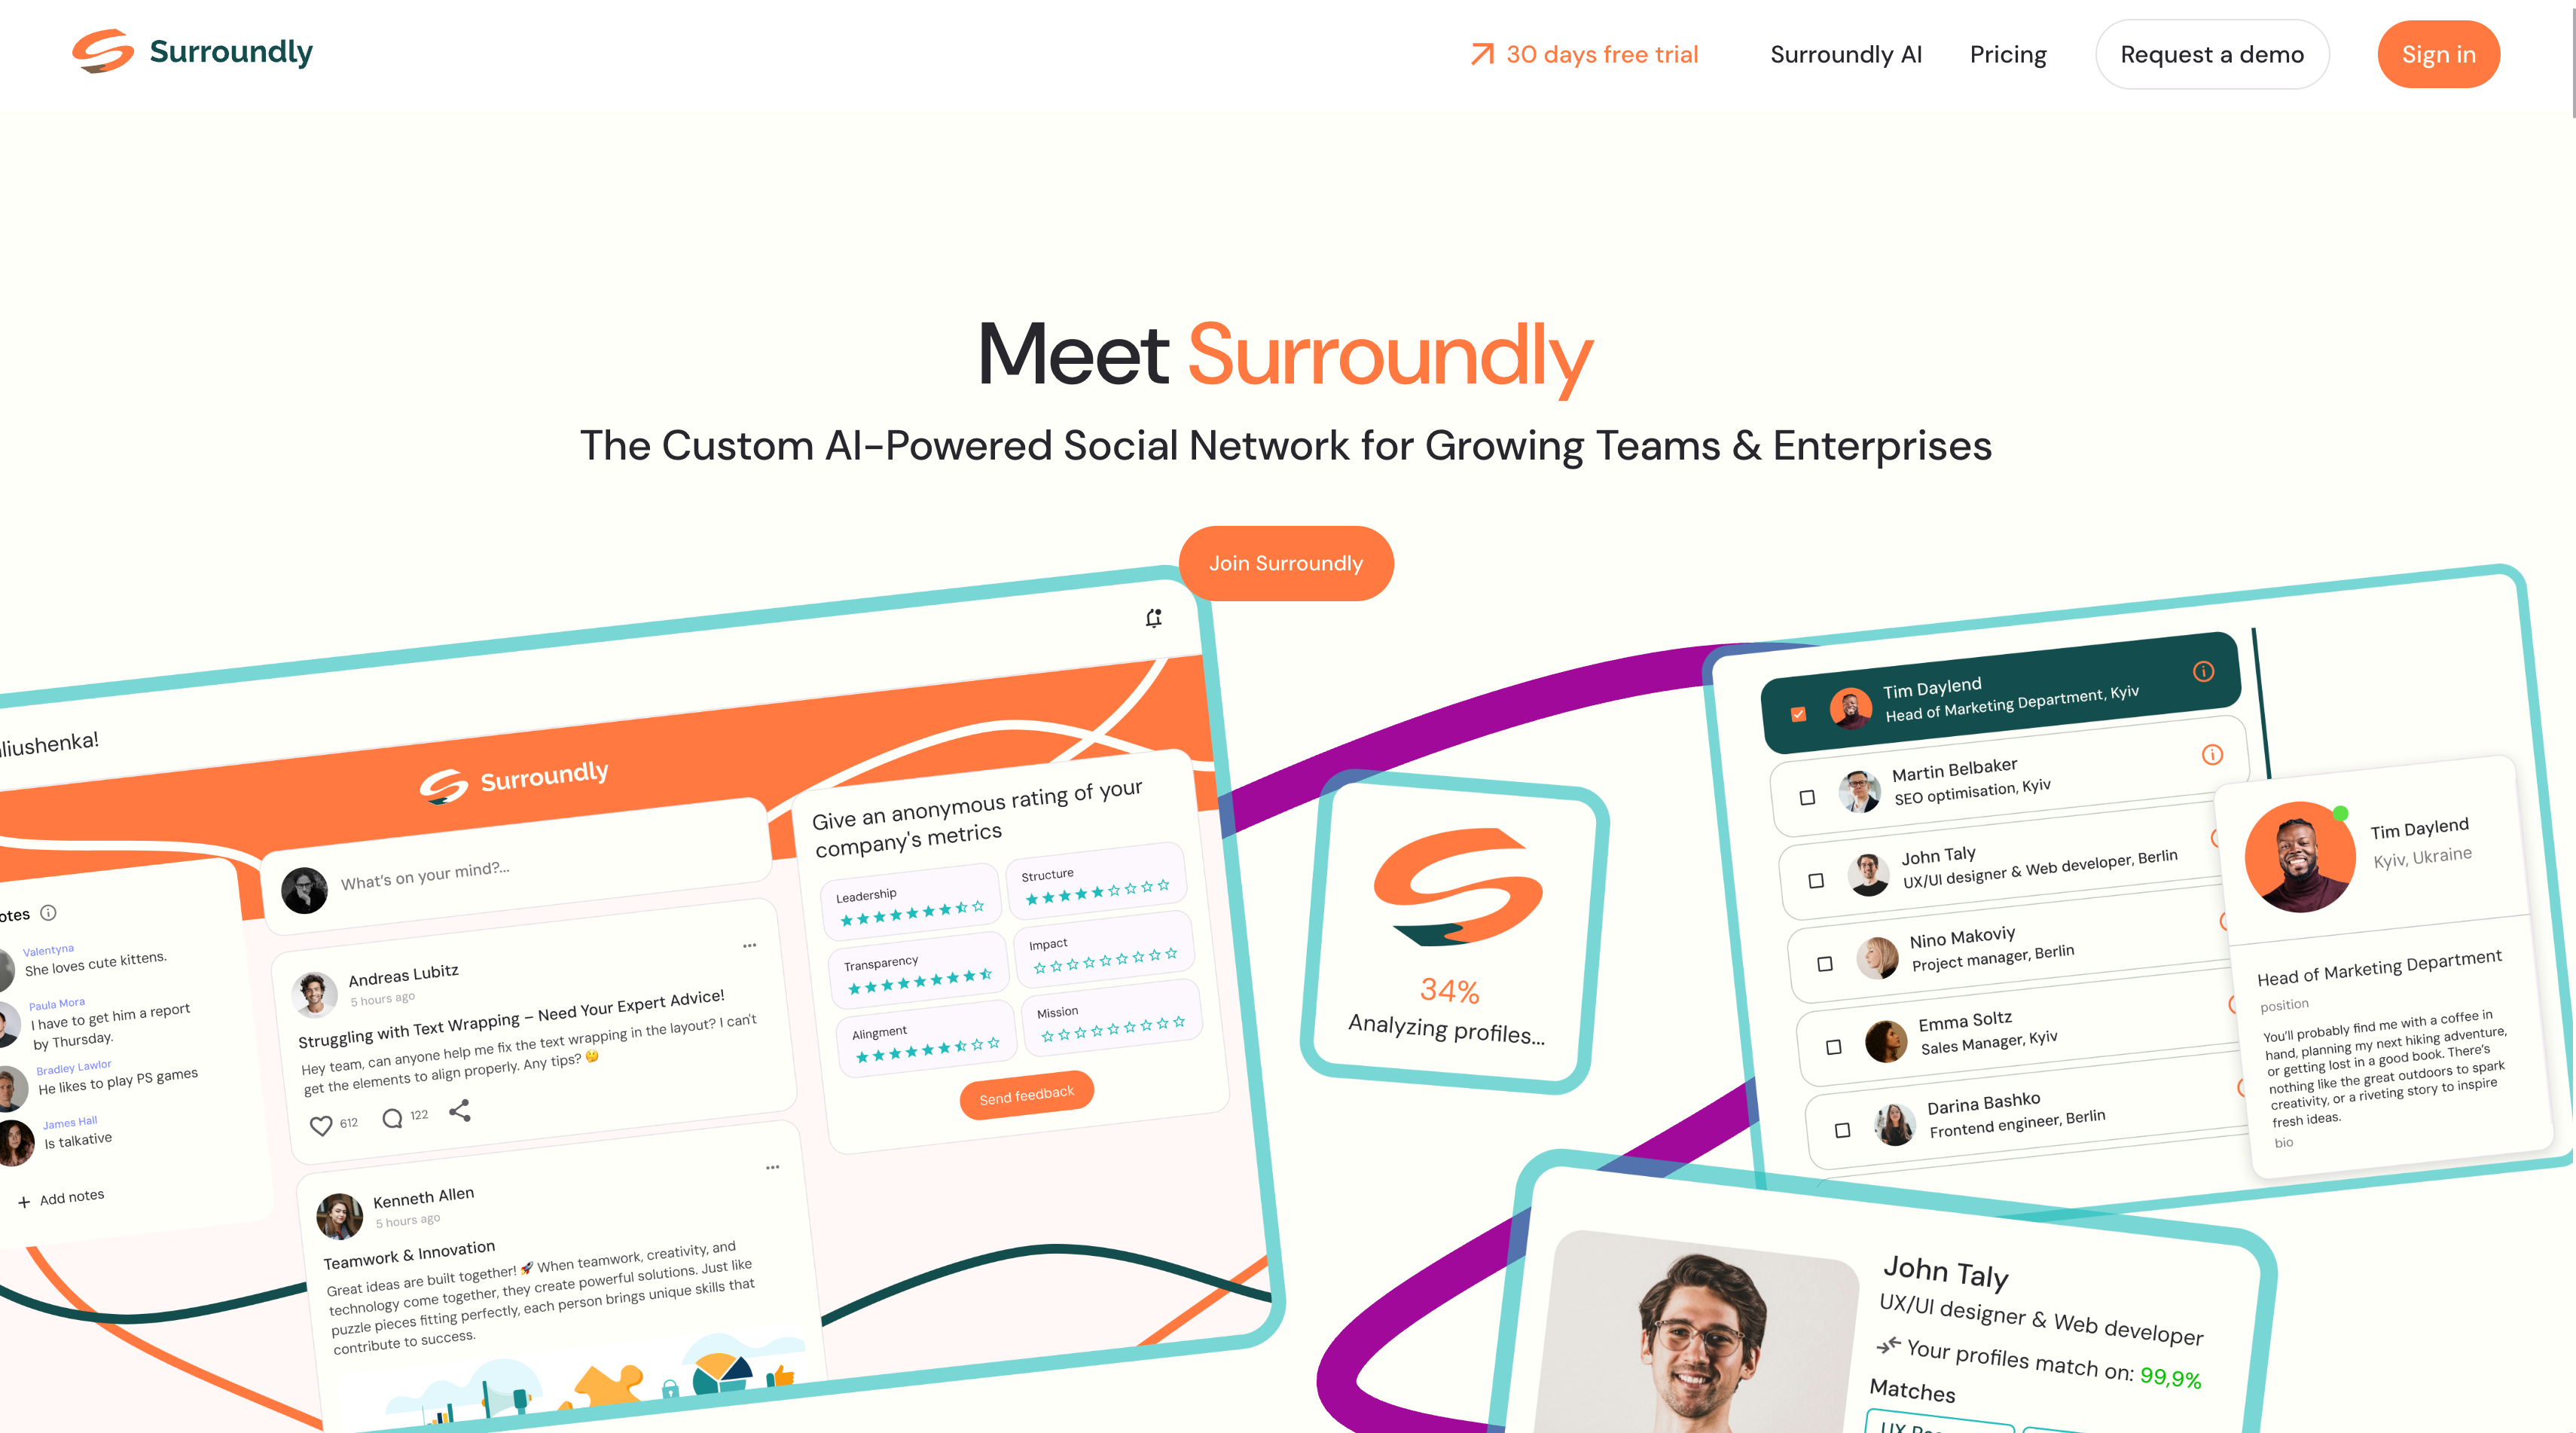 Surroundly
30 days free trial
Surroundly AI
Pricing
Request a demo
Sign in
Meet Surroundly
The Custom AI-Powered Social Network for Growing Teams & Enterprises
Join Surroundly
Surroundly
What's on your mind?...
Valentyna
She loves cute kittens.
Paula Mora
I have to get him a report
by Thursday.
Bradley Lawlor
He likes to play PS games
James Hall
Is talkative
+ Add notes
Andreas Lubitz
5 hours ago
Struggling with Text Wrapping – Need Your Expert Advice!
Hey team, can anyone help me fix the text wrapping in the layout? I can't
get the elements to align properly. Any tips? 🤔
612
122
Kenneth Allen
5 hours ago
Teamwork & Innovation
Great ideas are built together! 🚀 When teamwork, creativity, and
technology come together, they create powerful solutions. Just like
puzzle pieces fitting perfectly, each person brings unique skills that
contribute to success.
Give an anonymous rating of your
company's metrics
Leadership
Structure
Transparency
Impact
Alingment
Mission
Send feedback
34%
Analyzing profiles...
Tim Daylend
Head of Marketing Department, Kyiv
Martin Belbaker
SEO optimisation, Kyiv
John Taly
UX/UI designer & Web developer, Berlin
Nino Makoviy
Project manager, Berlin
Emma Soltz
Sales Manager, Kyiv
Darina Bashko
Frontend engineer, Berlin
Tim Daylend
Kyiv, Ukraine
Head of Marketing Department
position
You'll probably find me with a coffee in
hand, planning my next hiking adventure,
or getting lost in a good book. There's
nothing like the great outdoors to spark
creativity, or a riveting story to inspire
fresh ideas.
bio
John Taly
UX/UI designer & Web developer
Your profiles match on: 99,9%
Matches